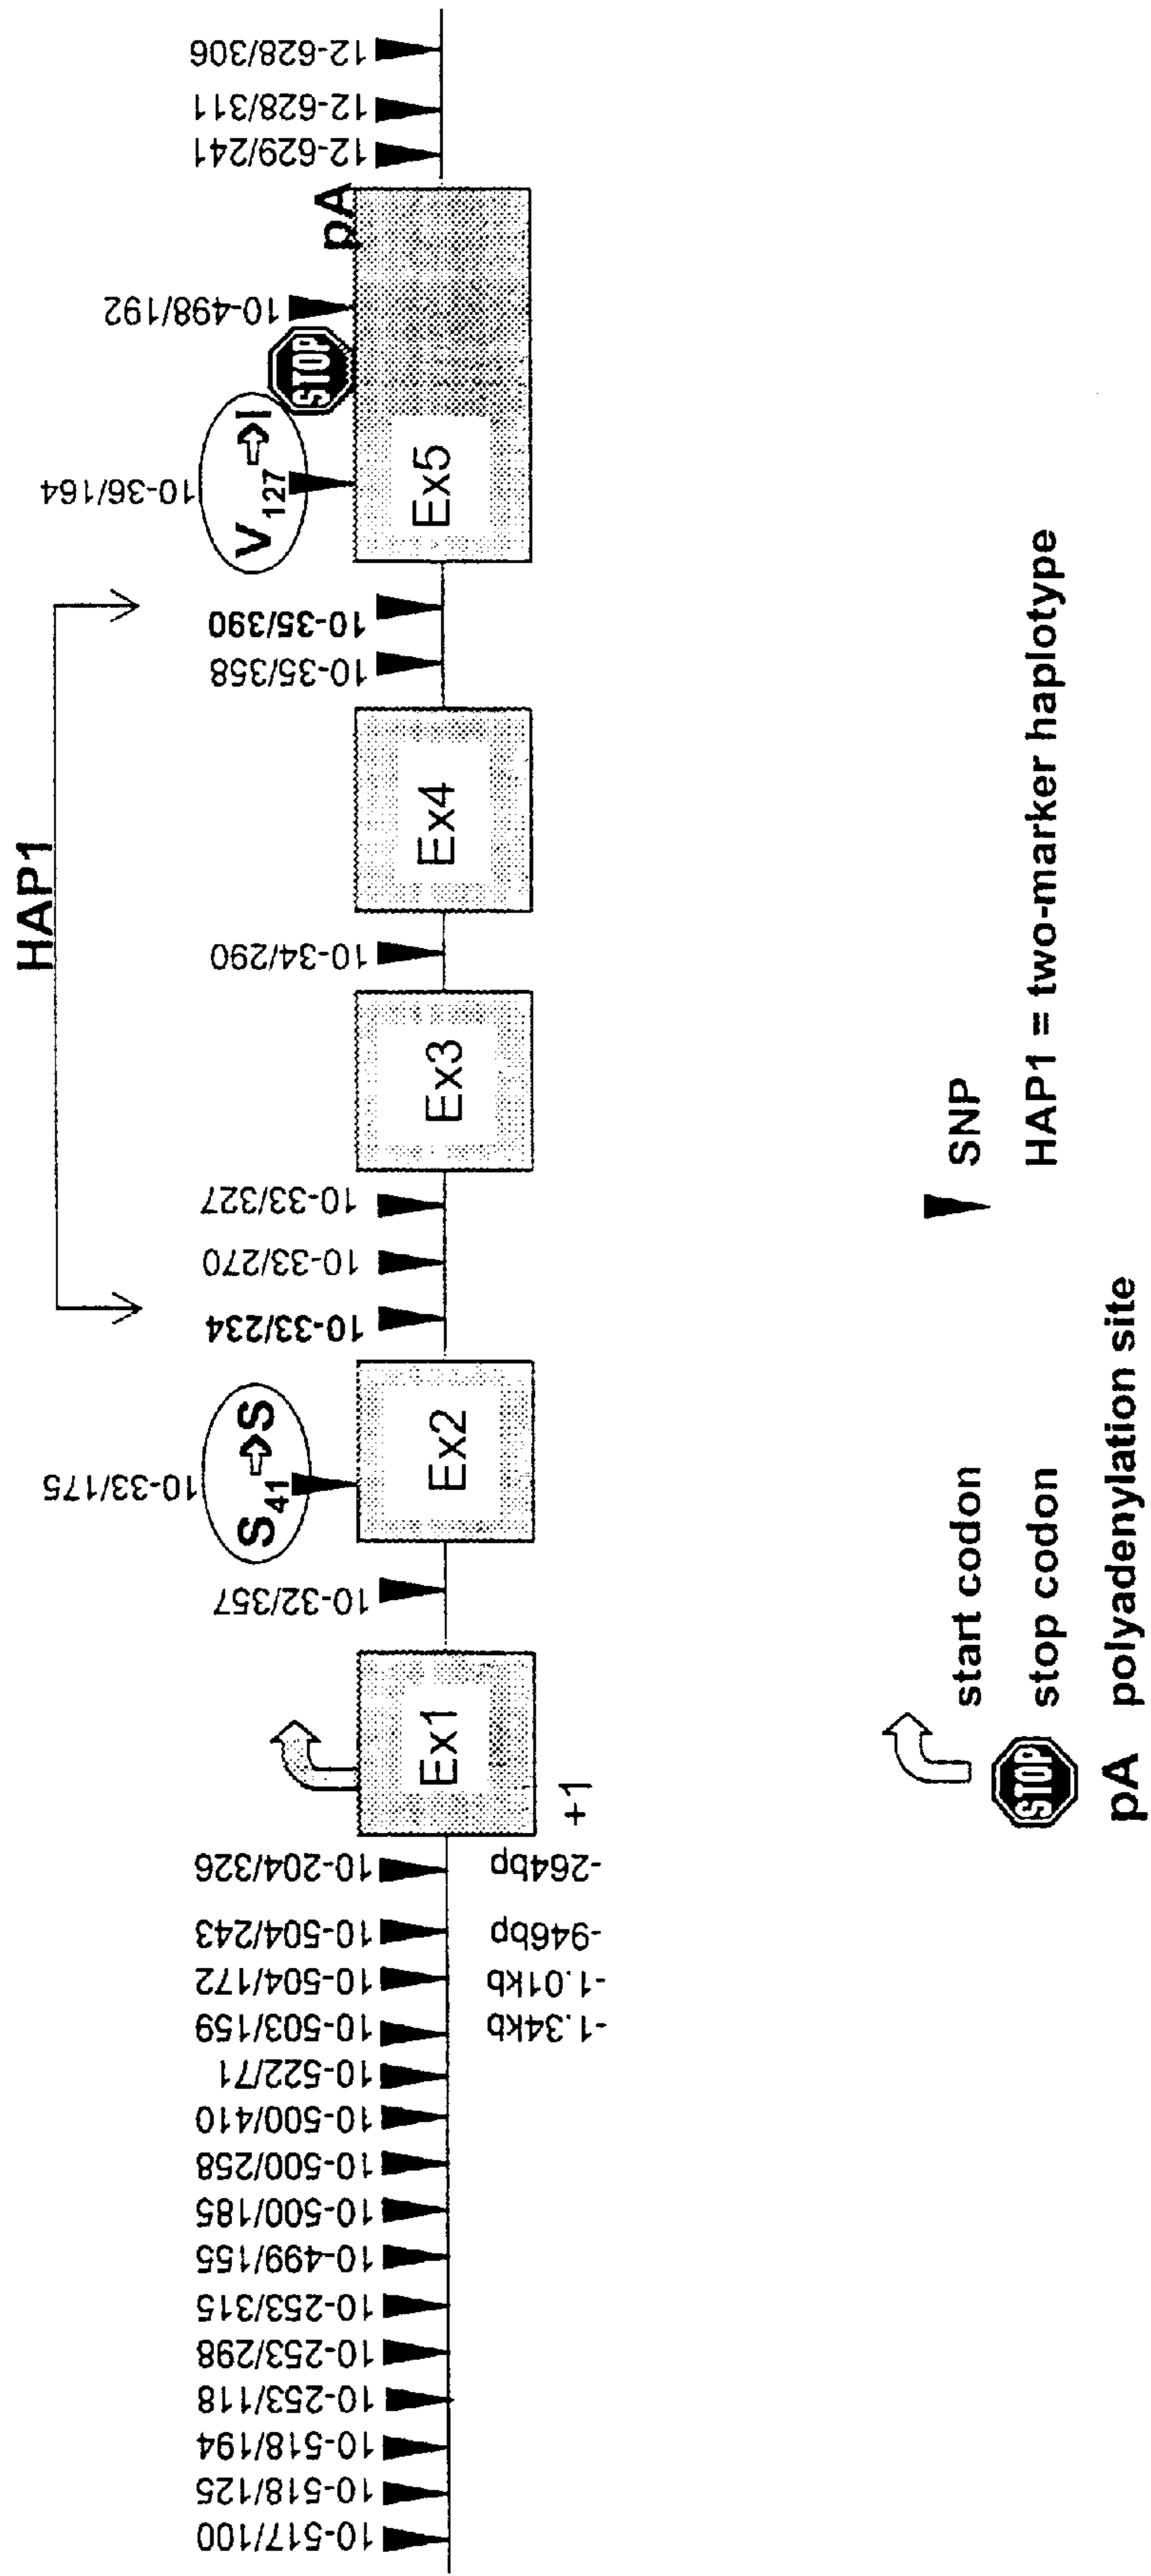 HAP1
10-517/100
10-518/125
10-518/194
10-253/118
10-253/298
10-253/315
10-499/155
10-500/185
10-500/258
10-500/410
10-522/71
10-503/159
10-504/172
10-504/243
10-204/326
10-32/357
10-33/175
10-33/234
10-33/270
10-33/327
10-34/290
10-35/358
10-35/390
10-36/164
10-498/192
12-629/241
12-628/311
12-628/306
S41 ⇨S
V127 ⇨I
STOP
pA
Ex1
Ex2
Ex3
Ex4
Ex5
-1.34kb
-1.01kb
-946bp
-264bp
+1
start codon
SNP
STOP stop codon
HAP1 = two-marker haplotype
pA polyadenylation site